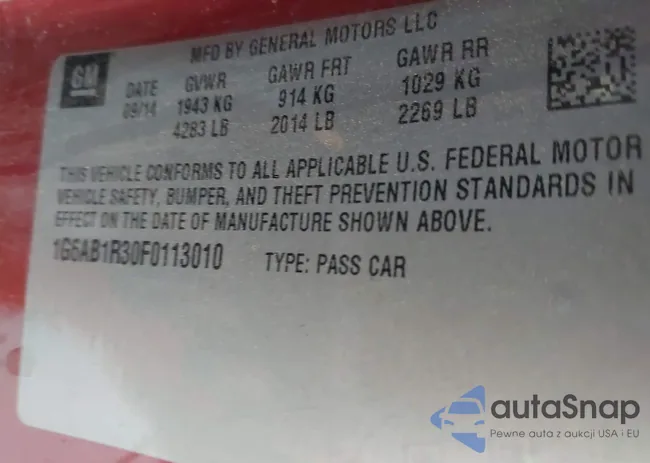 GM
MFD BY GENERAL MOTORS LLC
DATE GVWR GAWR FRT GAWR RR
09/14 1943 KG 914 KG 1029 KG
4283 LB 2014 LB 2269 LB
THIS VEHICLE CONFORMS TO ALL APPLICABLE U.S. FEDERAL MOTOR
VEHICLE SAFETY, BUMPER, AND THEFT PREVENTION STANDARDS IN
EFFECT ON THE DATE OF MANUFACTURE SHOWN ABOVE.
1G6AB1R30F0113010 TYPE: PASS CAR
autaSnap
Pewne auta z aukcji USA i EU